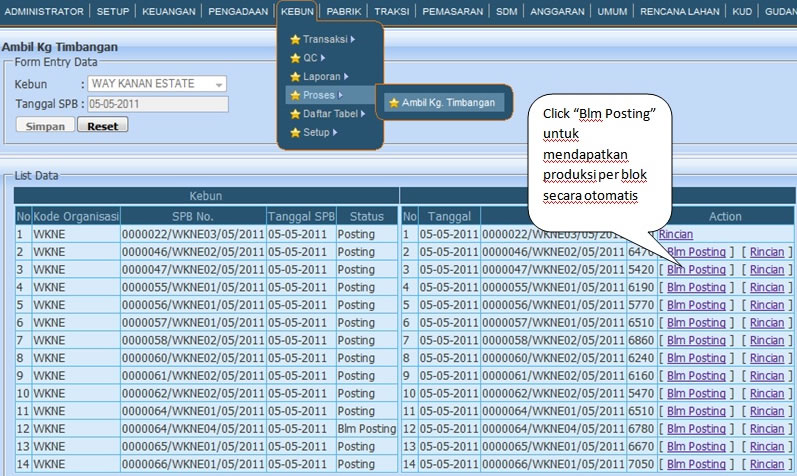 ADMINISTRATOR | SETUP | KEUANGAN | PENGADAAN | KEBUN | PABRIK | TRAKSI | PEMASARAN | SDM | ANGGARAN | UMUM | RENCANA LAHAN | KUD | GUDAN
Transaksi
QC
Laporan
Proses
Daftar Tabel
Setup
Ambil Kg. Timbangan
Ambil Kg Timbangan
Form Entry Data
Kebun : WAY KANAN ESTATE
Tanggal SPB : 05-05-2011
Simpan Reset
Click “Blm Posting”
untuk
mendapatkan
produksi per blok
secara otomatis
List Data
Kebun
No Kode Organisasi SPB No. Tanggal SPB Status No Tanggal Action
1 WKNE 0000022/WKNE03/05/2011 05-05-2011 Posting 1 05-05-2011 0000022/WKNE03/05/2011 Rincian
2 WKNE 0000046/WKNE02/05/2011 05-05-2011 Posting 2 05-05-2011 0000046/WKNE02/05/2011 6470 [ Blm Posting ] [ Rincian ]
3 WKNE 0000047/WKNE02/05/2011 05-05-2011 Posting 3 05-05-2011 0000047/WKNE02/05/2011 5420 [ Blm Posting ] [ Rincian ]
4 WKNE 0000055/WKNE01/05/2011 05-05-2011 Posting 4 05-05-2011 0000055/WKNE01/05/2011 6190 [ Blm Posting ] [ Rincian ]
5 WKNE 0000056/WKNE01/05/2011 05-05-2011 Posting 5 05-05-2011 0000056/WKNE01/05/2011 5770 [ Blm Posting ] [ Rincian ]
6 WKNE 0000057/WKNE01/05/2011 05-05-2011 Posting 6 05-05-2011 0000057/WKNE01/05/2011 6510 [ Blm Posting ] [ Rincian ]
7 WKNE 0000058/WKNE02/05/2011 05-05-2011 Posting 7 05-05-2011 0000058/WKNE02/05/2011 6860 [ Blm Posting ] [ Rincian ]
8 WKNE 0000060/WKNE02/05/2011 05-05-2011 Posting 8 05-05-2011 0000060/WKNE02/05/2011 6240 [ Blm Posting ] [ Rincian ]
9 WKNE 0000061/WKNE02/05/2011 05-05-2011 Posting 9 05-05-2011 0000061/WKNE02/05/2011 6160 [ Blm Posting ] [ Rincian ]
10 WKNE 0000062/WKNE02/05/2011 05-05-2011 Posting 10 05-05-2011 0000062/WKNE02/05/2011 5470 [ Blm Posting ] [ Rincian ]
11 WKNE 0000064/WKNE01/05/2011 05-05-2011 Posting 11 05-05-2011 0000064/WKNE01/05/2011 6510 [ Blm Posting ] [ Rincian ]
12 WKNE 0000064/WKNE04/05/2011 05-05-2011 Blm Posting 12 05-05-2011 0000064/WKNE04/05/2011 6780 [ Blm Posting ] [ Rincian ]
13 WKNE 0000065/WKNE01/05/2011 05-05-2011 Posting 13 05-05-2011 0000065/WKNE01/05/2011 6670 [ Blm Posting ] [ Rincian ]
14 WKNE 0000066/WKNE01/05/2011 05-05-2011 Posting 14 05-05-2011 0000066/WKNE01/05/2011 7050 [ Blm Posting ] [ Rincian ]